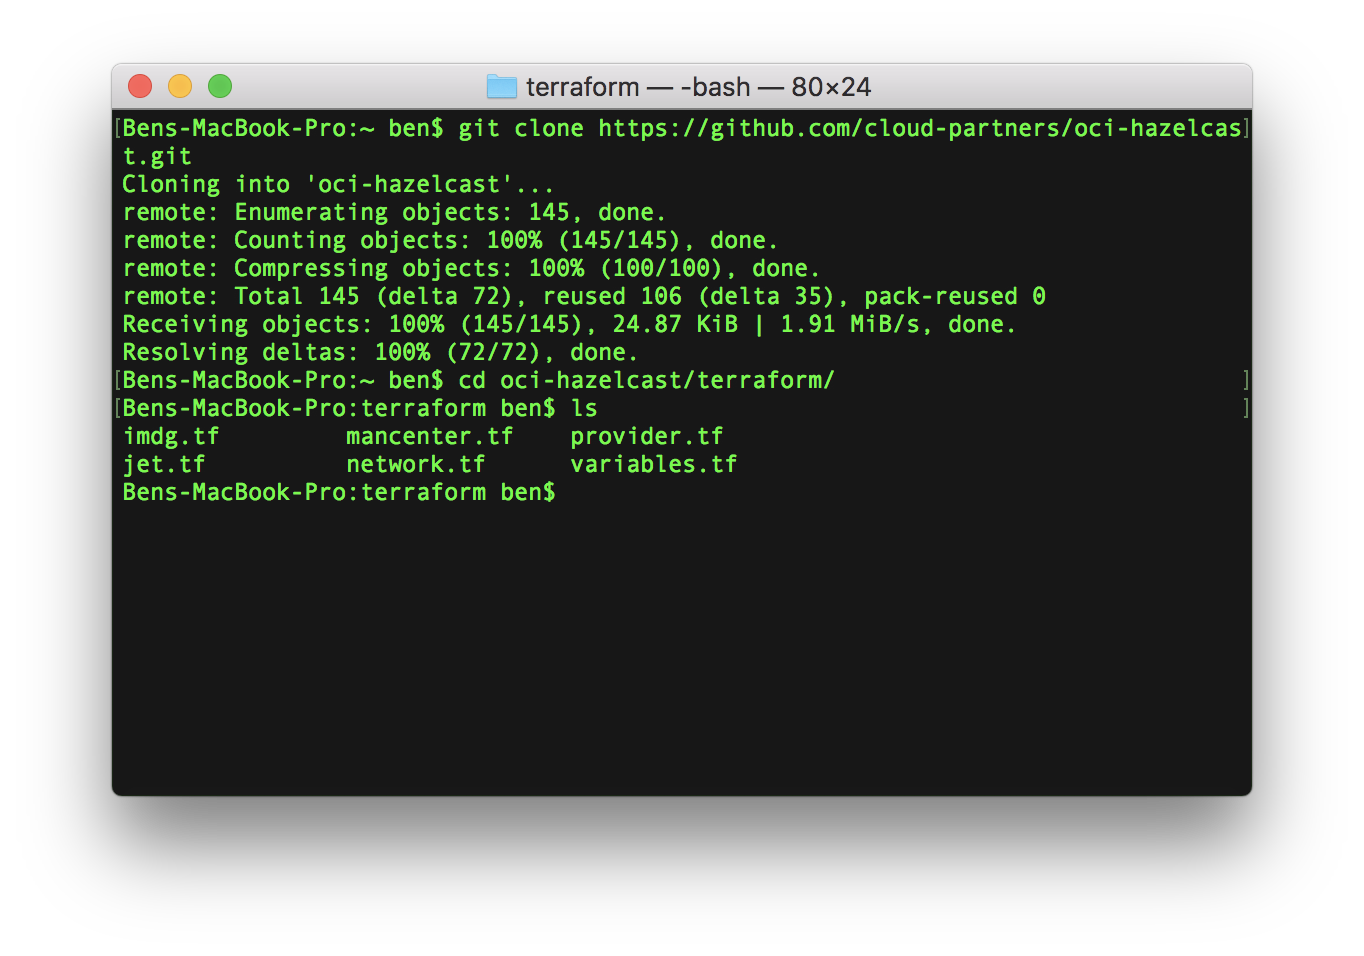 terraform — -bash — 80×24
[Bens-MacBook-Pro:~ ben$ git clone https://github.com/cloud-partners/oci-hazelcas]
t.git
Cloning into 'oci-hazelcast'...
remote: Enumerating objects: 145, done.
remote: Counting objects: 100% (145/145), done.
remote: Compressing objects: 100% (100/100), done.
remote: Total 145 (delta 72), reused 106 (delta 35), pack-reused 0
Receiving objects: 100% (145/145), 24.87 KiB | 1.91 MiB/s, done.
Resolving deltas: 100% (72/72), done.
[Bens-MacBook-Pro:~ ben$ cd oci-hazelcast/terraform/ ]
[Bens-MacBook-Pro:terraform ben$ ls ]
imdg.tf mancenter.tf provider.tf
jet.tf network.tf variables.tf
Bens-MacBook-Pro:terraform ben$